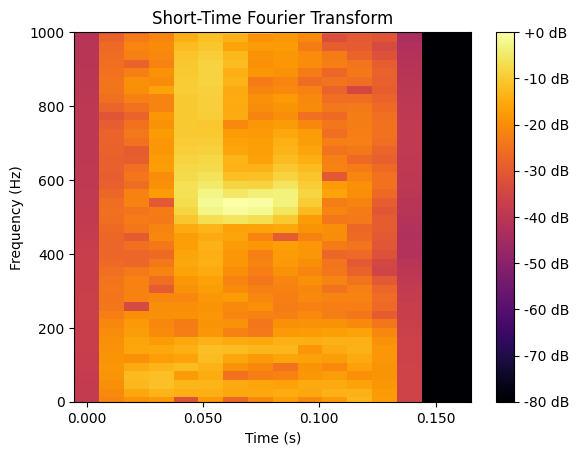 Short-Time Fourier Transform
Frequency (Hz)
1000
800
600
400
200
0
0.000
0.050
0.100
0.150
Time (s)
+0 dB
-10 dB
-20 dB
-30 dB
-40 dB
-50 dB
-60 dB
-70 dB
-80 dB